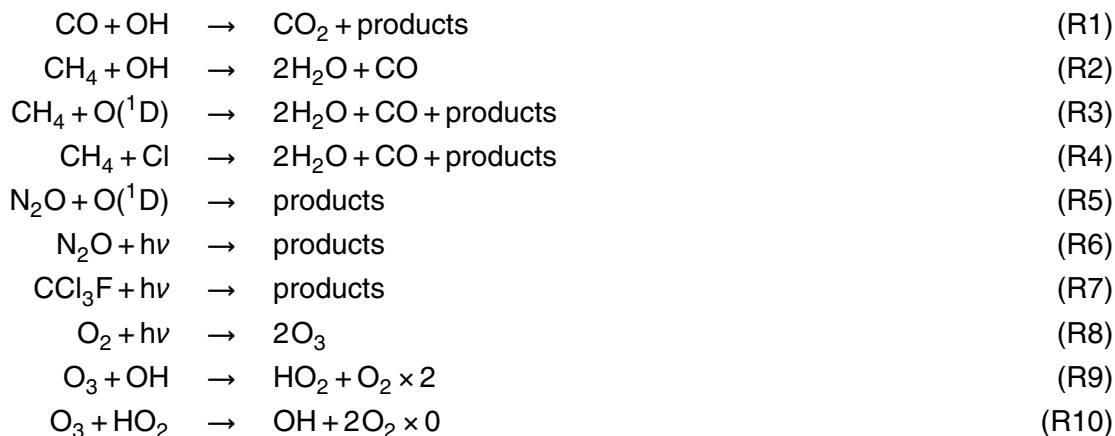 CO + OH → CO₂ + products (R1)
CH₄ + OH → 2H₂O + CO (R2)
CH₄ + O(¹D) → 2H₂O + CO + products (R3)
CH₄ + Cl → 2H₂O + CO + products (R4)
N₂O + O(¹D) → products (R5)
N₂O + hν → products (R6)
CCl₃F + hν → products (R7)
O₂ + hν → 2O₃ (R8)
O₃ + OH → HO₂ + O₂ × 2 (R9)
O₃ + HO₂ → OH + 2O₂ × 0 (R10)